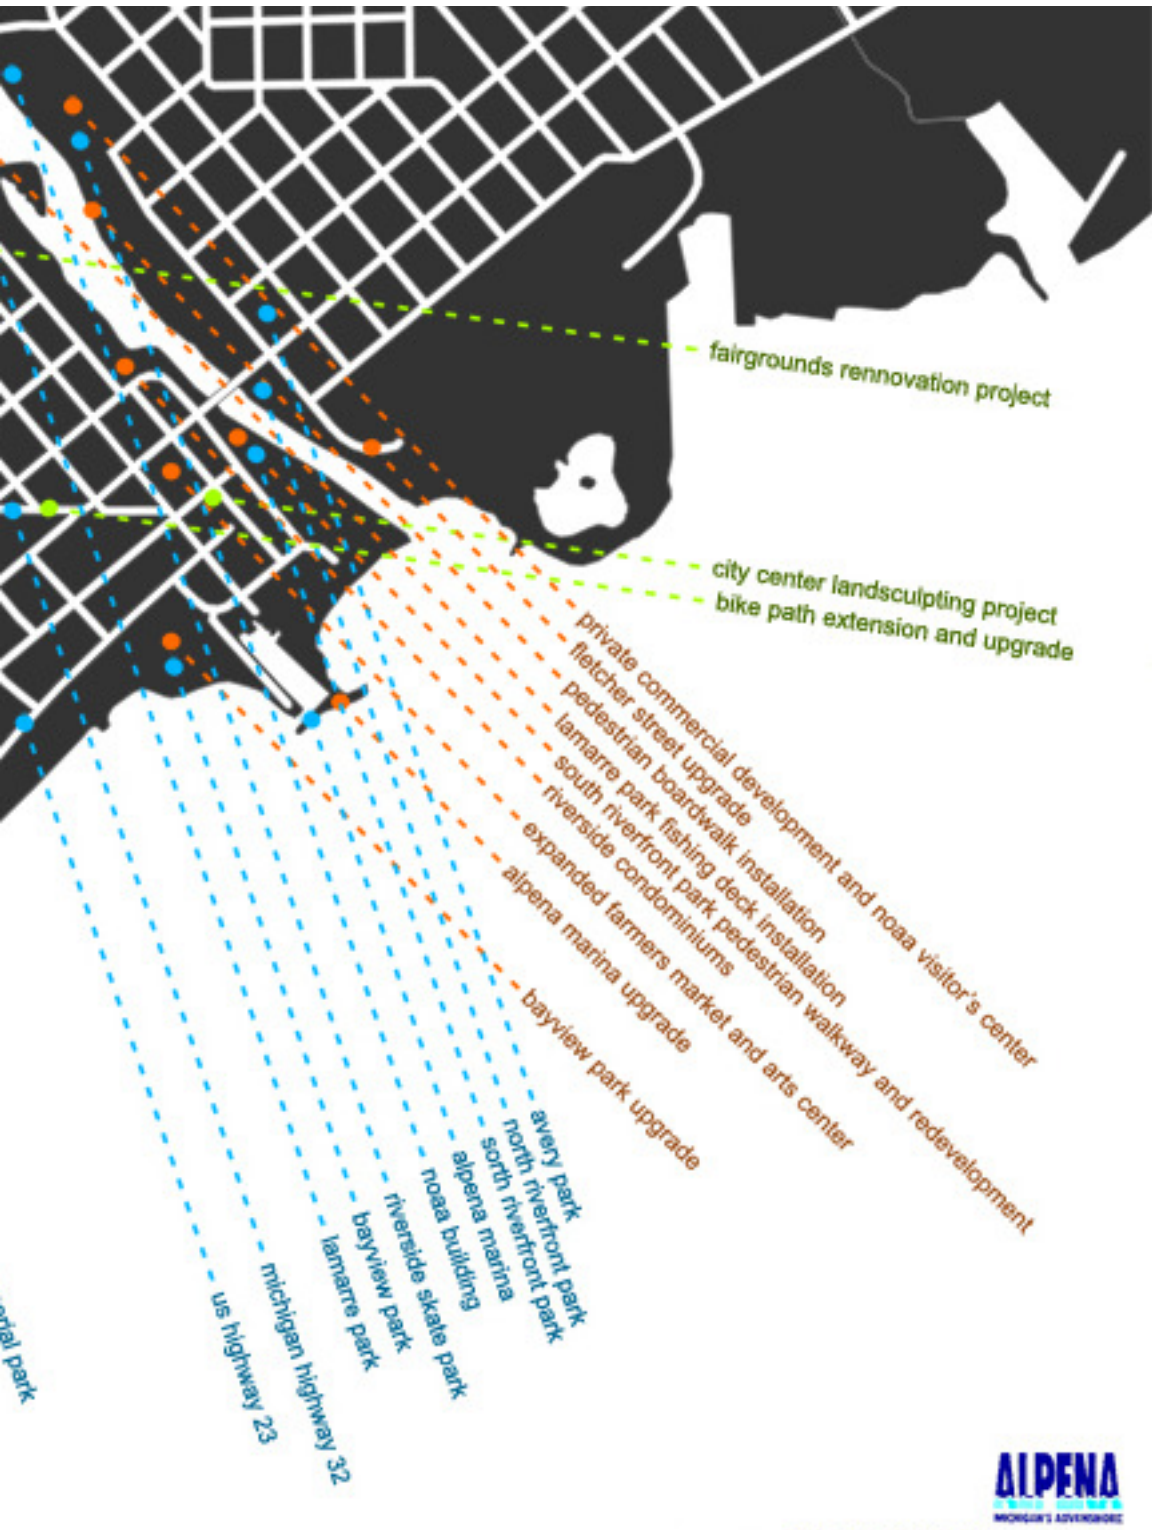 fairgrounds rennovation project
city center landsculpting project
bike path extension and upgrade
private commercial development and noaa visitor's center
fletcher street upgrade
pedestrian boardwalk installation
lamarre park fishing deck installation
south riverfront park pedestrian walkway and redevelopment
riverside condominiums
expanded farmers market and arts center
alpena marina upgrade
bayview park upgrade
avery park
north riverfront park
sorth riverfront park
alpena marina
noaa building
riverside skate park
bayview park
lamarre park
michigan highway 32
us highway 23
park
ALPENA
MICHIGAN'S ADVENSHORE